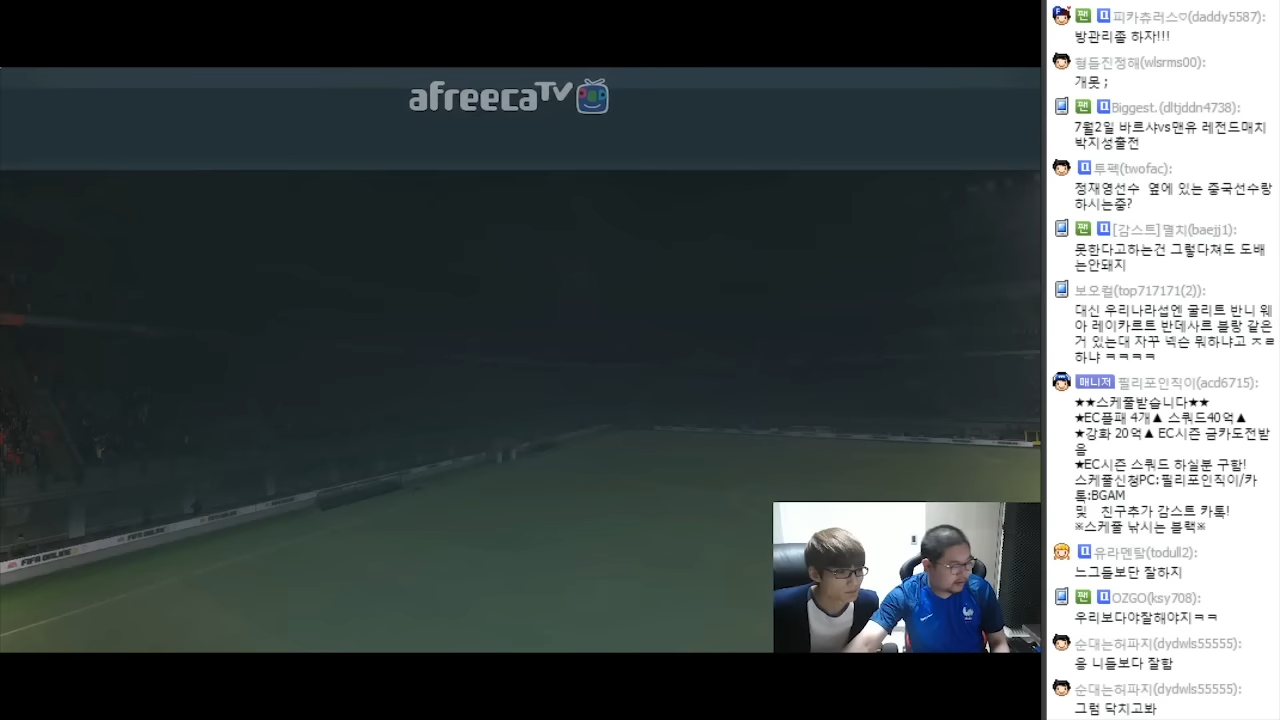 afreecaTV
FIFA ONLINE
피카츄러스♡(daddy5587):
방관리좀 하자!!!
형들진정해(wlsrms00):
개못 ;
Biggest.(dltjddn4738):
7월2일 바르샤vs맨유 레전드매치
박지성출전
투펙(twofac):
정재영선수 옆에 있는 중국선수랑
하시는중?
[감스트]멸치(baejj1):
못한다고하는건 그렇다쳐도 도배
는안돼지
보오컬(top717171(2)):
대신 우리나라섭엔 굴리트 반니 웨
아 레이카르트 반데사르 블랑 같은
거 있는대 자꾸 넥슨 뭐하냐고 ㅈㄹ
하냐 ㅋㅋㅋㅋ
매니저 필리포인직이(acd6715):
★★스케쥴받습니다★★
★EC플패 4개▲ 스쿼드40억▲
★강화 20억▲ EC시즌 금카도전받
음
★EC시즌 스쿼드 하실분 구함!
스케쥴신청PC:필리포인직이/카
톡:BGAM
및 친구추가 감스트 카톡!
※스케쥴 낚시는 블랙※
유라멘탈(todull2):
느그들보단 잘하지
OZGO(ksy708):
우리보다야잘해야지ㅋㅋ
순대는허파지(dydwls55555):
응 니들보다 잘함
순대는허파지(dydwls55555):
그럼 닥치고봐